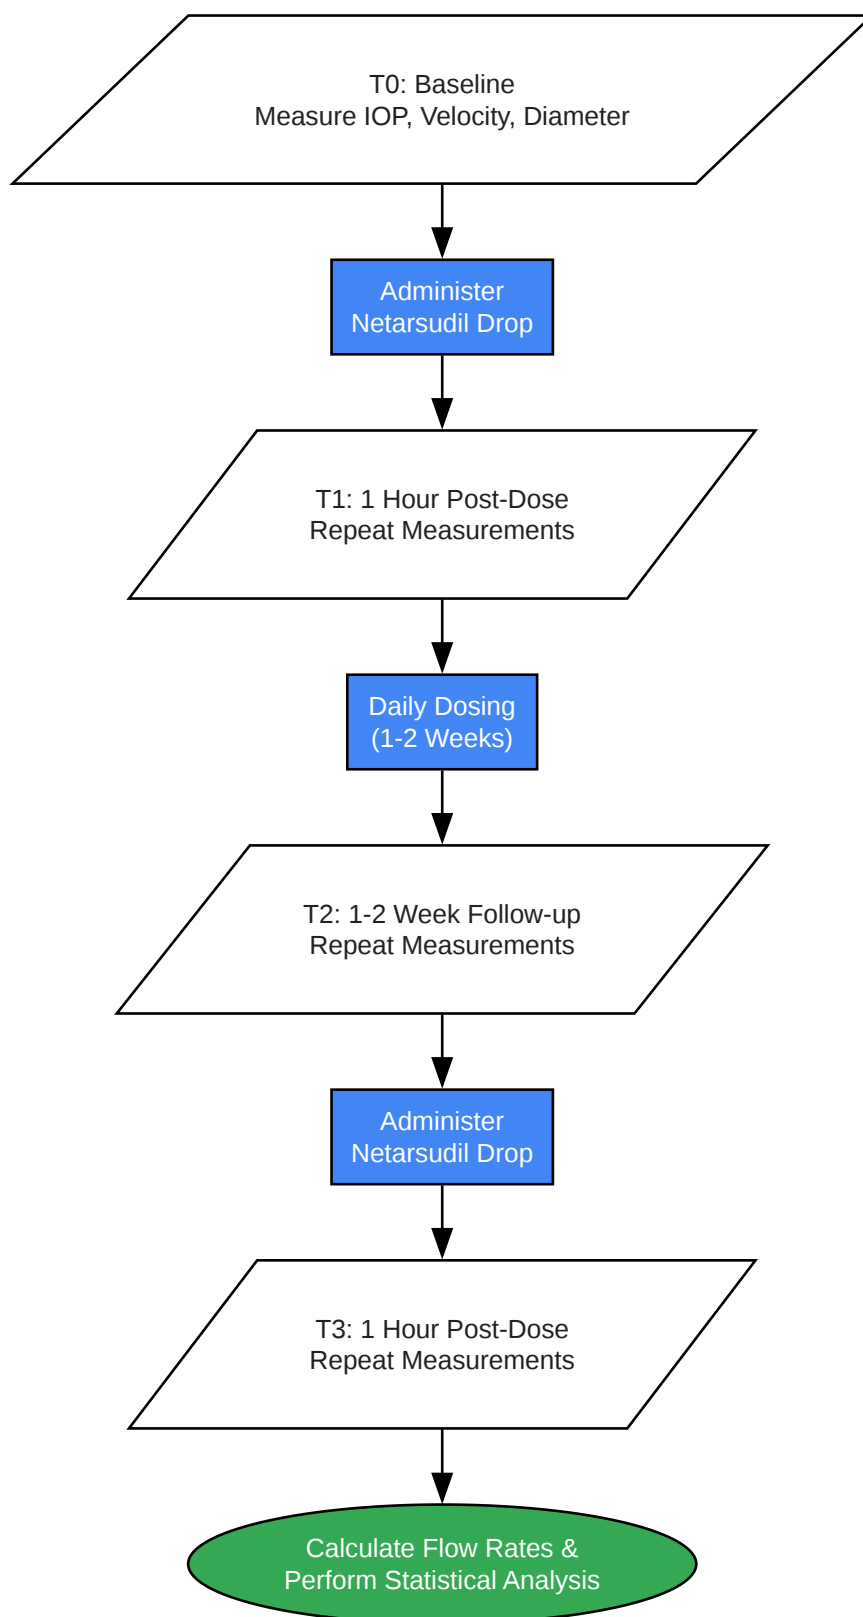 T0: Baseline
Measure IOP, Velocity, Diameter
Administer
Netarsudil Drop
T1: 1 Hour Post-Dose
Repeat Measurements
Daily Dosing
(1-2 Weeks)
T2: 1-2 Week Follow-up
Repeat Measurements
Administer
Netarsudil Drop
T3: 1 Hour Post-Dose
Repeat Measurements
Calculate Flow Rates &
Perform Statistical Analysis